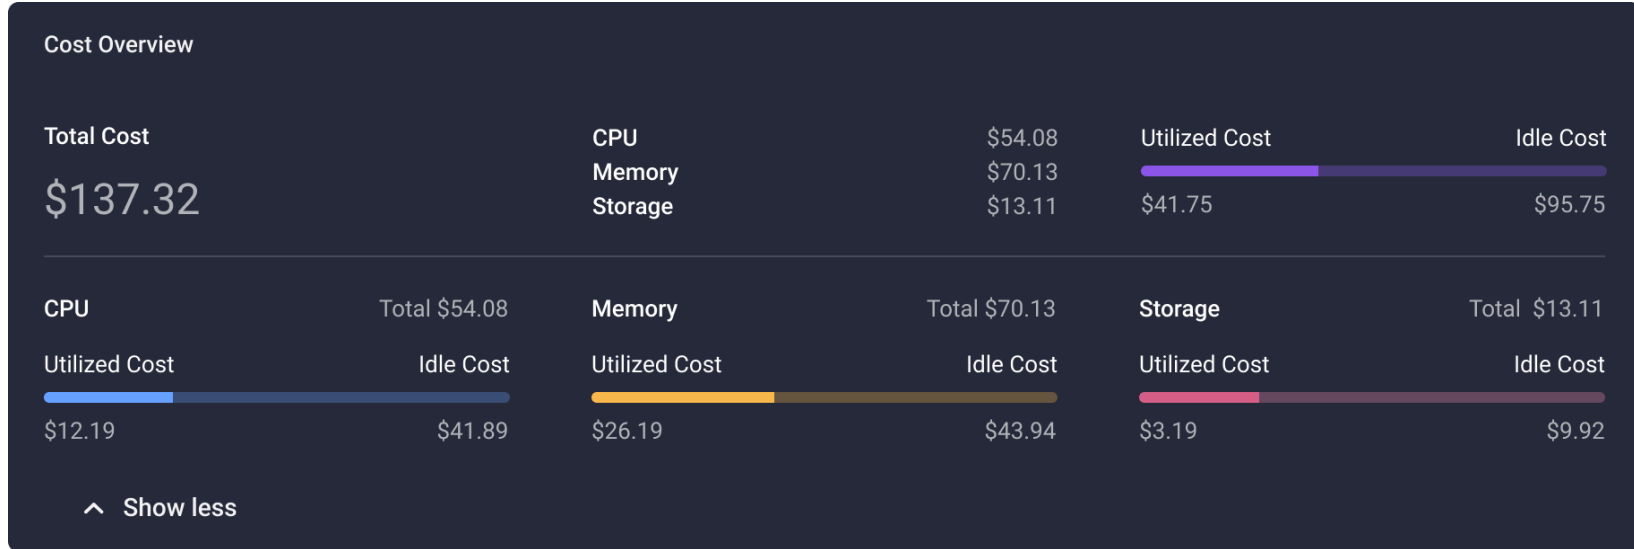 Cost Overview
Total Cost
$137.32
CPU $54.08
Memory $70.13
Storage $13.11
Utilized Cost Idle Cost
$41.75 $95.75
CPU Total $54.08
Utilized Cost Idle Cost
$12.19 $41.89
Memory Total $70.13
Utilized Cost Idle Cost
$26.19 $43.94
Storage Total $13.11
Utilized Cost Idle Cost
$3.19 $9.92
Show less